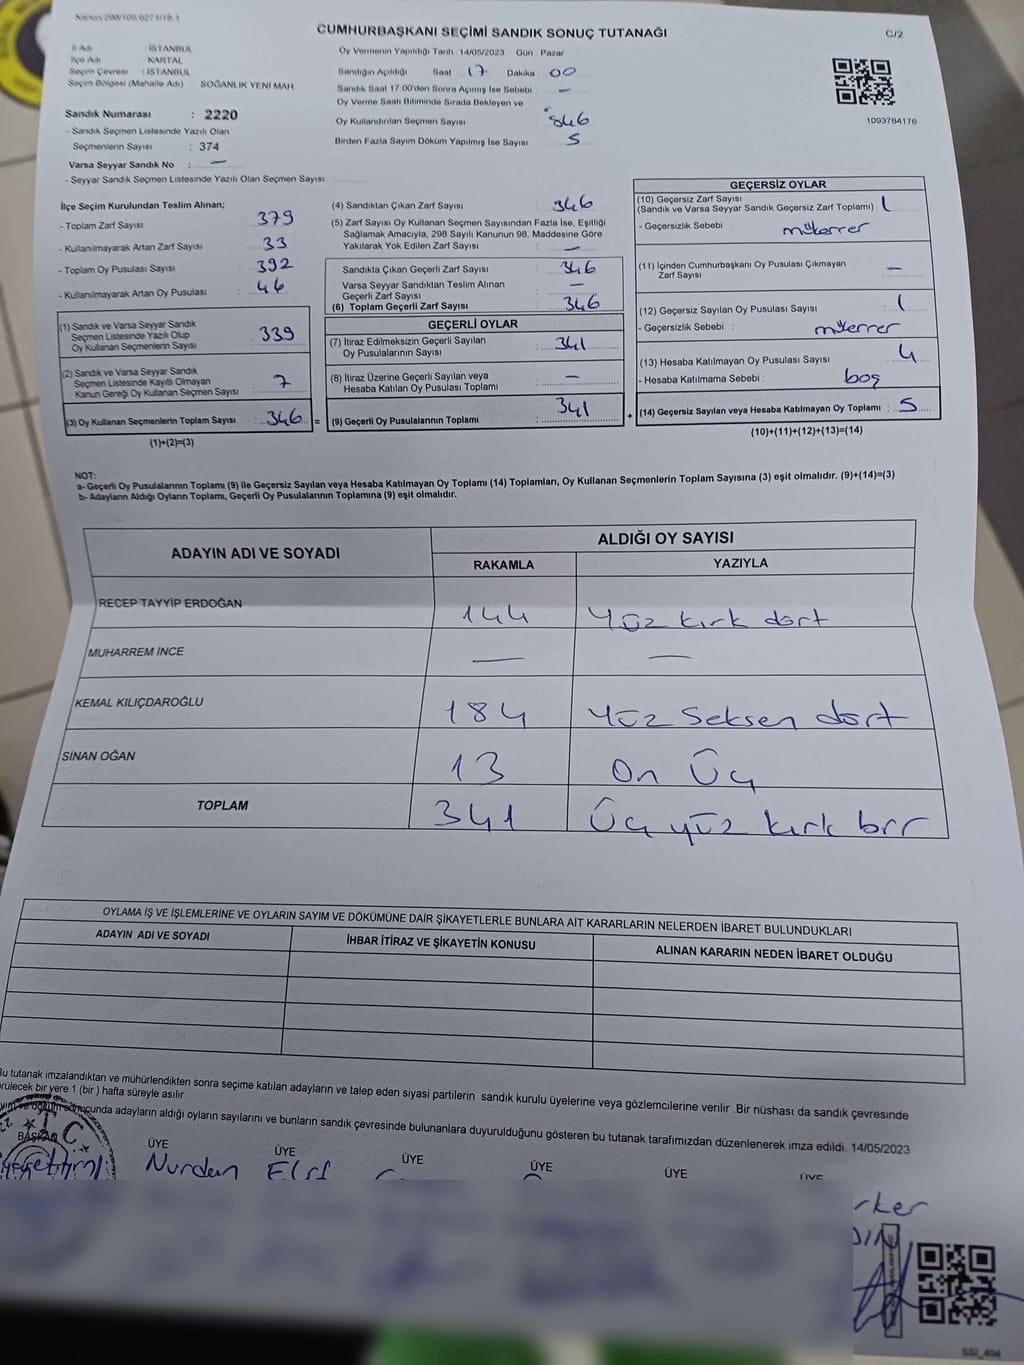 Kanun:298/105,6271/18-1
CUMHURBAŞKANI SEÇİMİ SANDIK SONUÇ TUTANAĞI
C/2
İl Adı : İSTANBUL
İlçe Adı : KARTAL
Seçim Çevresi : İSTANBUL
Seçim Bölgesi (Mahalle Adı) SOĞANLIK YENİ MAH.
Oy Vermenin Yapıldığı Tarih : 14/05/2023 Gün : Pazar
Sandığın Açıldığı Saat 17 Dakika 00
Sandık Saat 17:00'den Sonra Açımış İse Sebebi : —
Oy Verme Saati Bitiminde Sırada Bekleyen ve
Oy Kullandırılan Seçmen Sayısı 346
Birden Fazla Sayım Döküm Yapılmış İse Sayısı : 5
1093784176
Sandık Numarası : 2220
- Sandık Seçmen Listesinde Yazılı Olan
Seçmenlerin Sayısı : 374
Varsa Seyyar Sandık No : —
- Seyyar Sandık Seçmen Listesinde Yazılı Olan Seçmen Sayısı:
İlçe Seçim Kurulundan Teslim Alınan;
- Toplam Zarf Sayısı : 379
- Kullanılmayarak Artan Zarf Sayısı : 33
- Toplam Oy Pusulası Sayısı : 392
- Kullanılmayarak Artan Oy Pusulası : 46
(1) Sandık ve Varsa Seyyar Sandık
Seçmen Listesinde Yazılı Olup
Oy Kullanan Seçmenlerin Sayısı : 339
(2) Sandık ve Varsa Seyyar Sandık
Seçmen Listesinde Kayıtlı Olmayan
Kanun Gereği Oy Kullanan Seçmen Sayısı : 7
(3) Oy Kullanan Seçmenlerin Toplam Sayısı : 346 =
(1)+(2)=(3)
(4) Sandıktan Çıkan Zarf Sayısı : 346
(5) Zarf Sayısı Oy Kullanan Seçmen Sayısından Fazla İse, Eşitliği
Sağlamak Amacıyla, 298 Sayılı Kanunun 98. Maddesine Göre
Yakılarak Yok Edilen Zarf Sayısı : —
Sandıkta Çıkan Geçerli Zarf Sayısı : 346
Varsa Seyyar Sandıktan Teslim Alınan
Geçerli Zarf Sayısı : —
(6) Toplam Geçerli Zarf Sayısı : 346
GEÇERLİ OYLAR
(7) İtiraz Edilmeksizin Geçerli Sayılan
Oy Pusulalarının Sayısı : 341
(8) İtiraz Üzerine Geçerli Sayılan veya
Hesaba Katılan Oy Pusulası Toplamı : —
(9) Geçerli Oy Pusulalarının Toplamı : 341 +
GEÇERSİZ OYLAR
(10) Geçersiz Zarf Sayısı
(Sandık ve Varsa Seyyar Sandık Geçersiz Zarf Toplamı) : 1
- Geçersizlik Sebebi : mükerrer
(11) İçinden Cumhurbaşkanı Oy Pusulası Çıkmayan
Zarf Sayısı : —
(12) Geçersiz Sayılan Oy Pusulası Sayısı : 1
- Geçersizlik Sebebi : müterrer
(13) Hesaba Katılmayan Oy Pusulası Sayısı : 4
- Hesaba Katılmama Sebebi : boş
(14) Geçersiz Sayılan veya Hesaba Katılmayan Oy Toplamı : 5
(10)+(11)+(12)+(13)=(14)
NOT:
a- Geçerli Oy Pusulalarının Toplamı (9) ile Geçersiz Sayılan veya Hesaba Katılmayan Oy Toplamı (14) Toplamları, Oy Kullanan Seçmenlerin Toplam Sayısına (3) eşit olmalıdır. (9)+(14)=(3)
b- Adayların Aldığı Oyların Toplamı, Geçerli Oy Pusulalarının Toplamına (9) eşit olmalıdır.
ADAYIN ADI VE SOYADI
ALDIĞI OY SAYISI
RAKAMLA YAZIYLA
RECEP TAYYİP ERDOĞAN 144 Yüz kırk dört
MUHARREM İNCE — —
KEMAL KILIÇDAROĞLU 184 Yüz Seksen dört
SİNAN OĞAN 13 On Üç
TOPLAM 341 Üç yüz kırk bir
OYLAMA İŞ VE İŞLEMLERİNE VE OYLARIN SAYIM VE DÖKÜMÜNE DAİR ŞİKAYETLERLE BUNLARA AİT KARARLARIN NELERDEN İBARET BULUNDUKLARI
ADAYIN ADI VE SOYADI İHBAR İTİRAZ VE ŞİKAYETİN KONUSU ALINAN KARARIN NEDEN İBARET OLDUĞU
Bu tutanak imzalandıktan ve mühürlendikten sonra seçime katılan adayların ve talep eden siyasi partilerin sandık kurulu üyelerine veya gözlemcilerine verilir .Bir nüshası da sandık çevresinde
görülecek bir yere 1 (bir ) hafta süreyle asılır.
sonucunda adayların aldığı oyların sayılarını ve bunların sandık çevresinde bulunanlara duyurulduğunu gösteren bu tutanak tarafımızdan düzenlenerek imza edildi. 14/05/2023
T.C.
BAŞKAN ÜYE ÜYE ÜYE ÜYE ÜYE ÜYE
Nurdan Elif
SSI_404